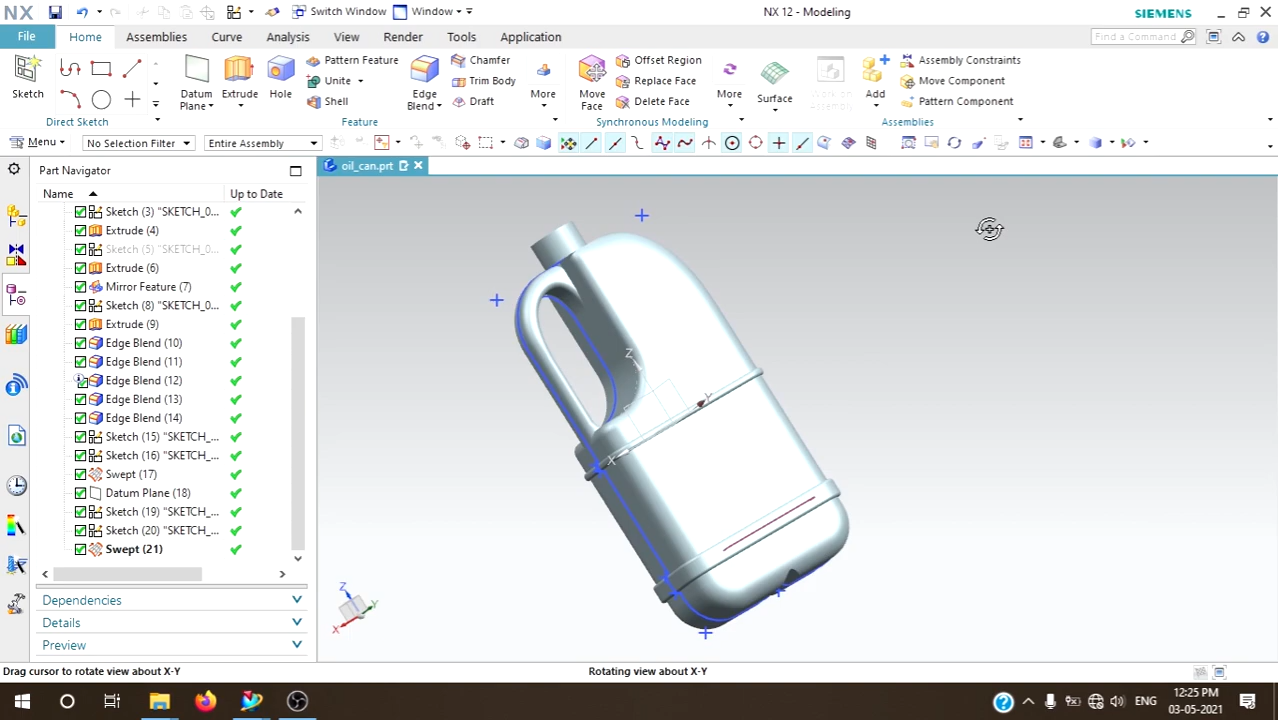 NX
Switch Window
Window
NX 12 - Modeling
SIEMENS
File
Home
Assemblies
Curve
Analysis
View
Render
Tools
Application
Find a Command
Sketch
Datum Plane
Extrude
Hole
Pattern Feature
Unite
Shell
Edge Blend
Chamfer
Trim Body
Draft
More
Move Face
Offset Region
Replace Face
Delete Face
More
Surface
Work on Assembly
Add
Assembly Constraints
Move Component
Pattern Component
Direct Sketch
Feature
Synchronous Modeling
Assemblies
Menu
No Selection Filter
Entire Assembly
Part Navigator
oil_can.prt
Name
Up to Date
Sketch (3) "SKETCH_0...
Extrude (4)
Sketch (5) "SKETCH_0...
Extrude (6)
Mirror Feature (7)
Sketch (8) "SKETCH_0...
Extrude (9)
Edge Blend (10)
Edge Blend (11)
Edge Blend (12)
Edge Blend (13)
Edge Blend (14)
Sketch (15) "SKETCH_...
Sketch (16) "SKETCH_...
Swept (17)
Datum Plane (18)
Sketch (19) "SKETCH_...
Sketch (20) "SKETCH_...
Swept (21)
Z
Y
X
Z
Y
X
Dependencies
Details
Preview
Drag cursor to rotate view about X-Y
Rotating view about X-Y
ENG
12:25 PM
03-05-2021